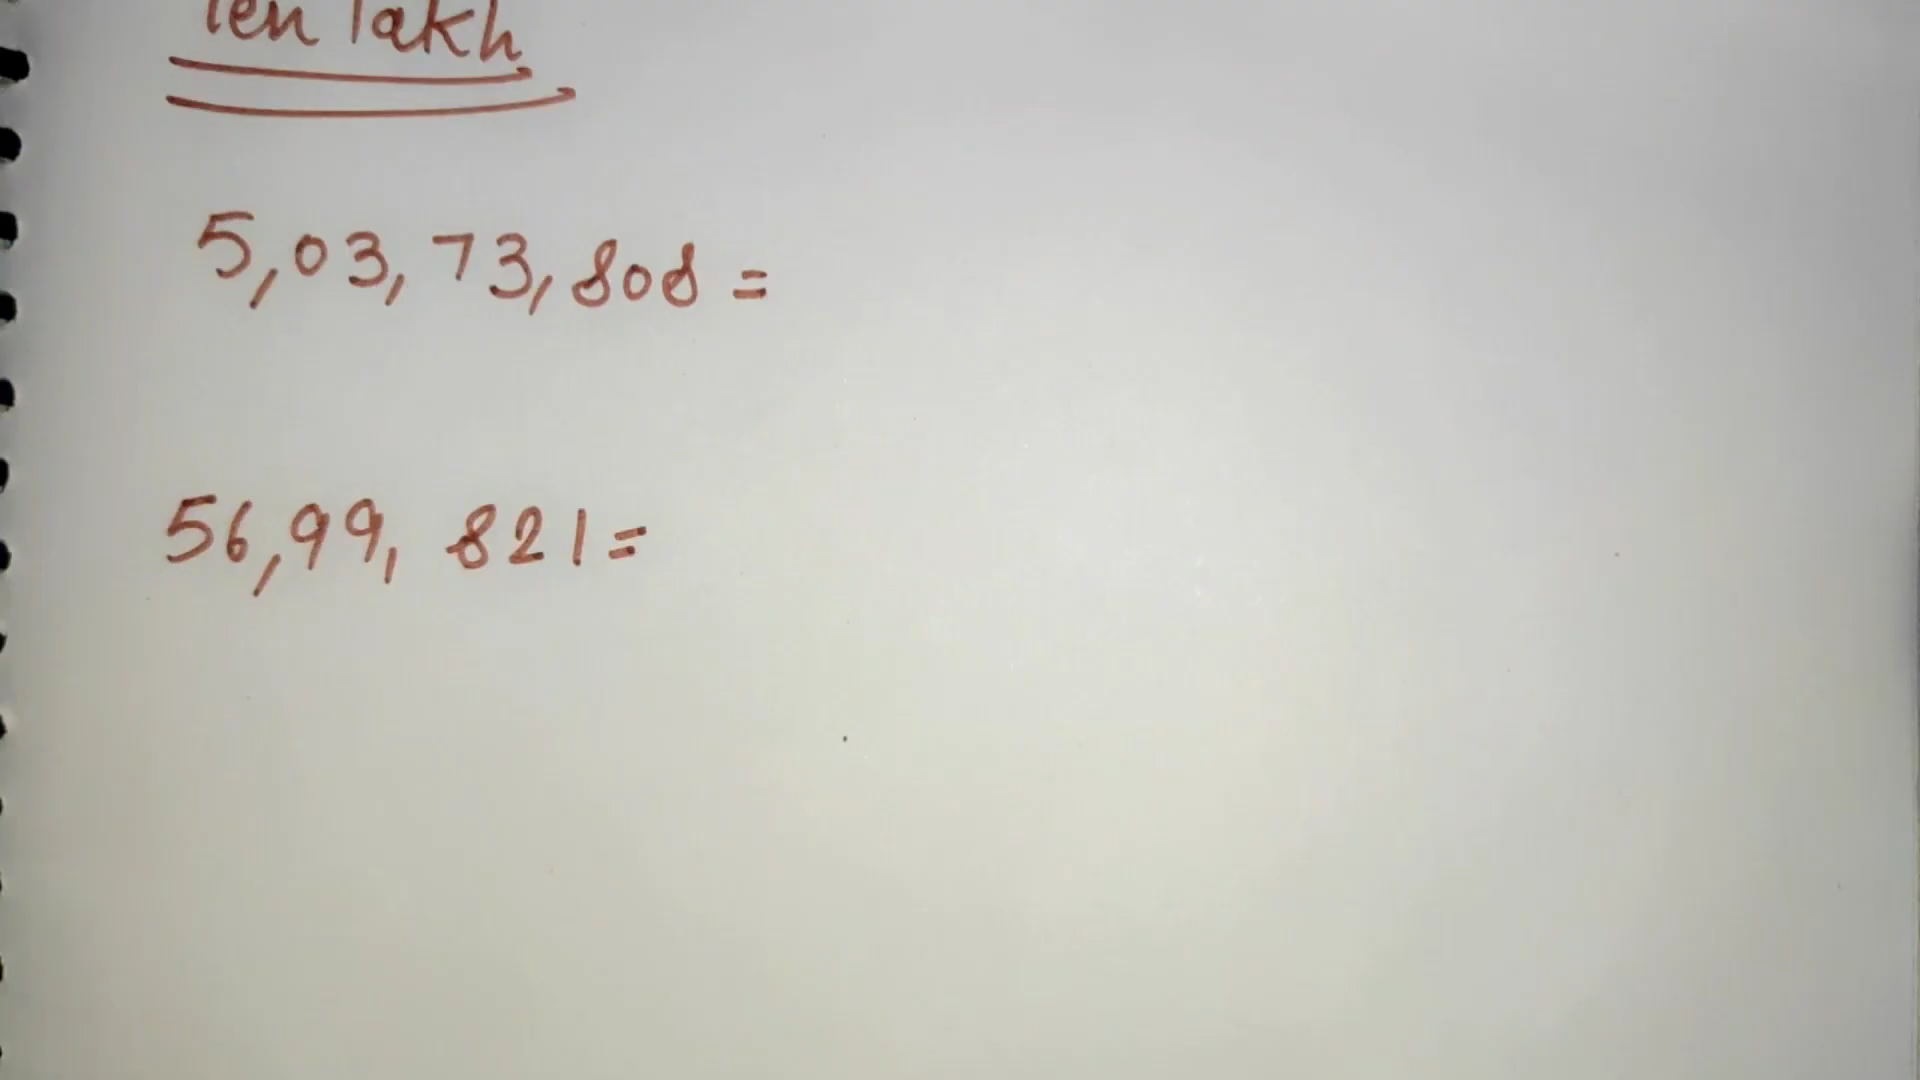 Ten lakh
5,03,73,808 =
56,99,821=